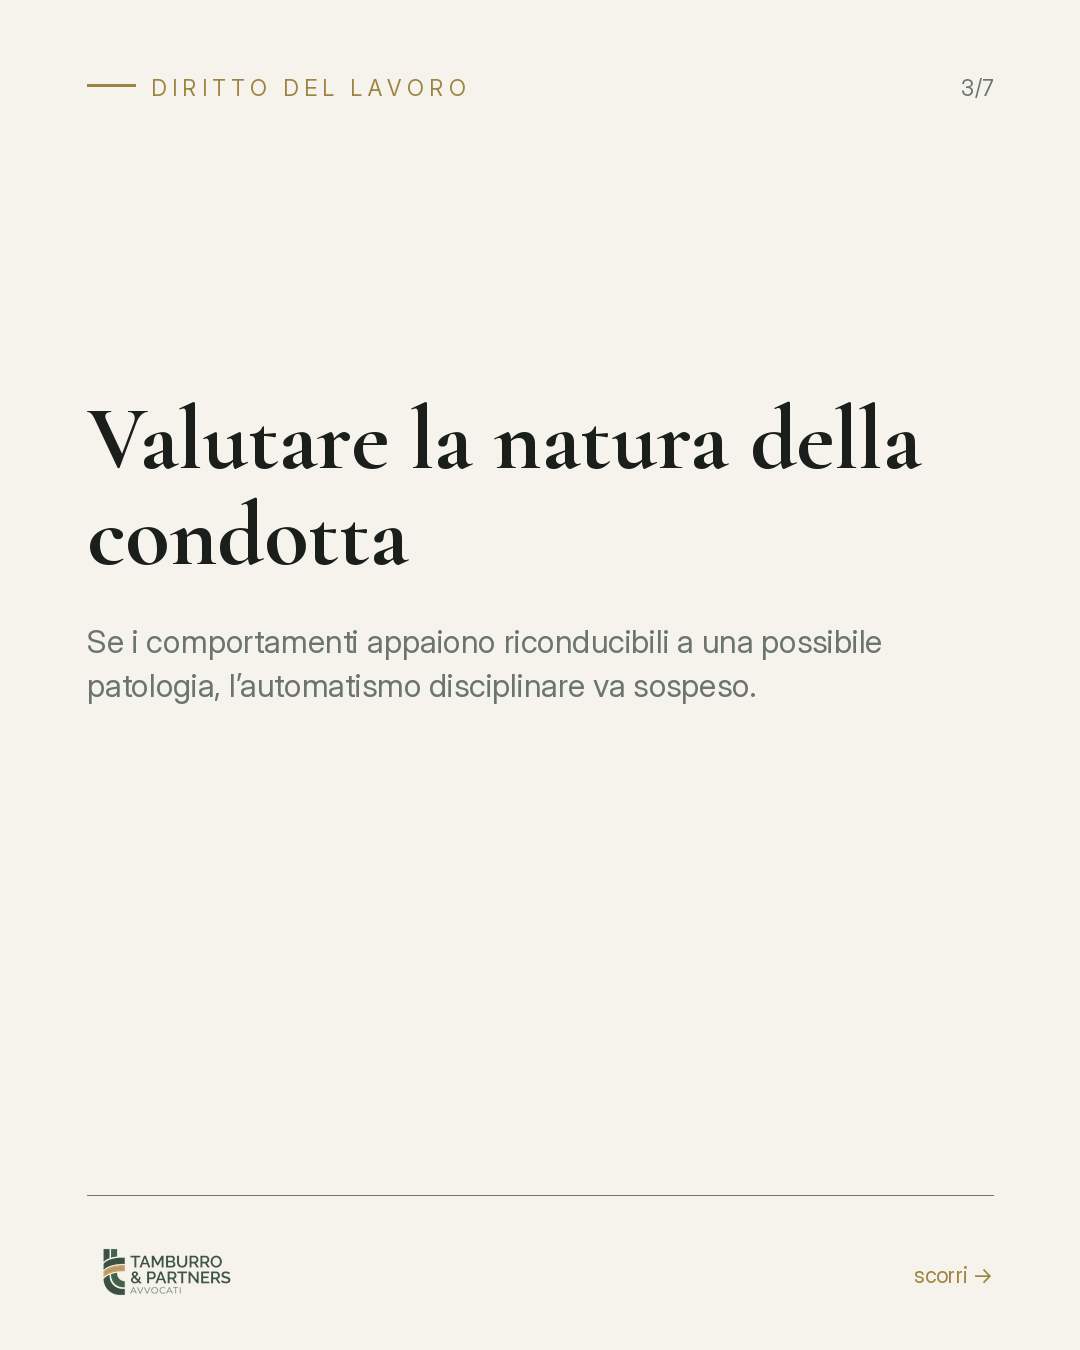 DIRITTO DEL LAVORO
3/7
Valutare la natura della
condotta
Se i comportamenti appaiono riconducibili a una possibile
patologia, l’automatismo disciplinare va sospeso.
TAMBURRO
& PARTNERS
AVVOCATI
scorri →